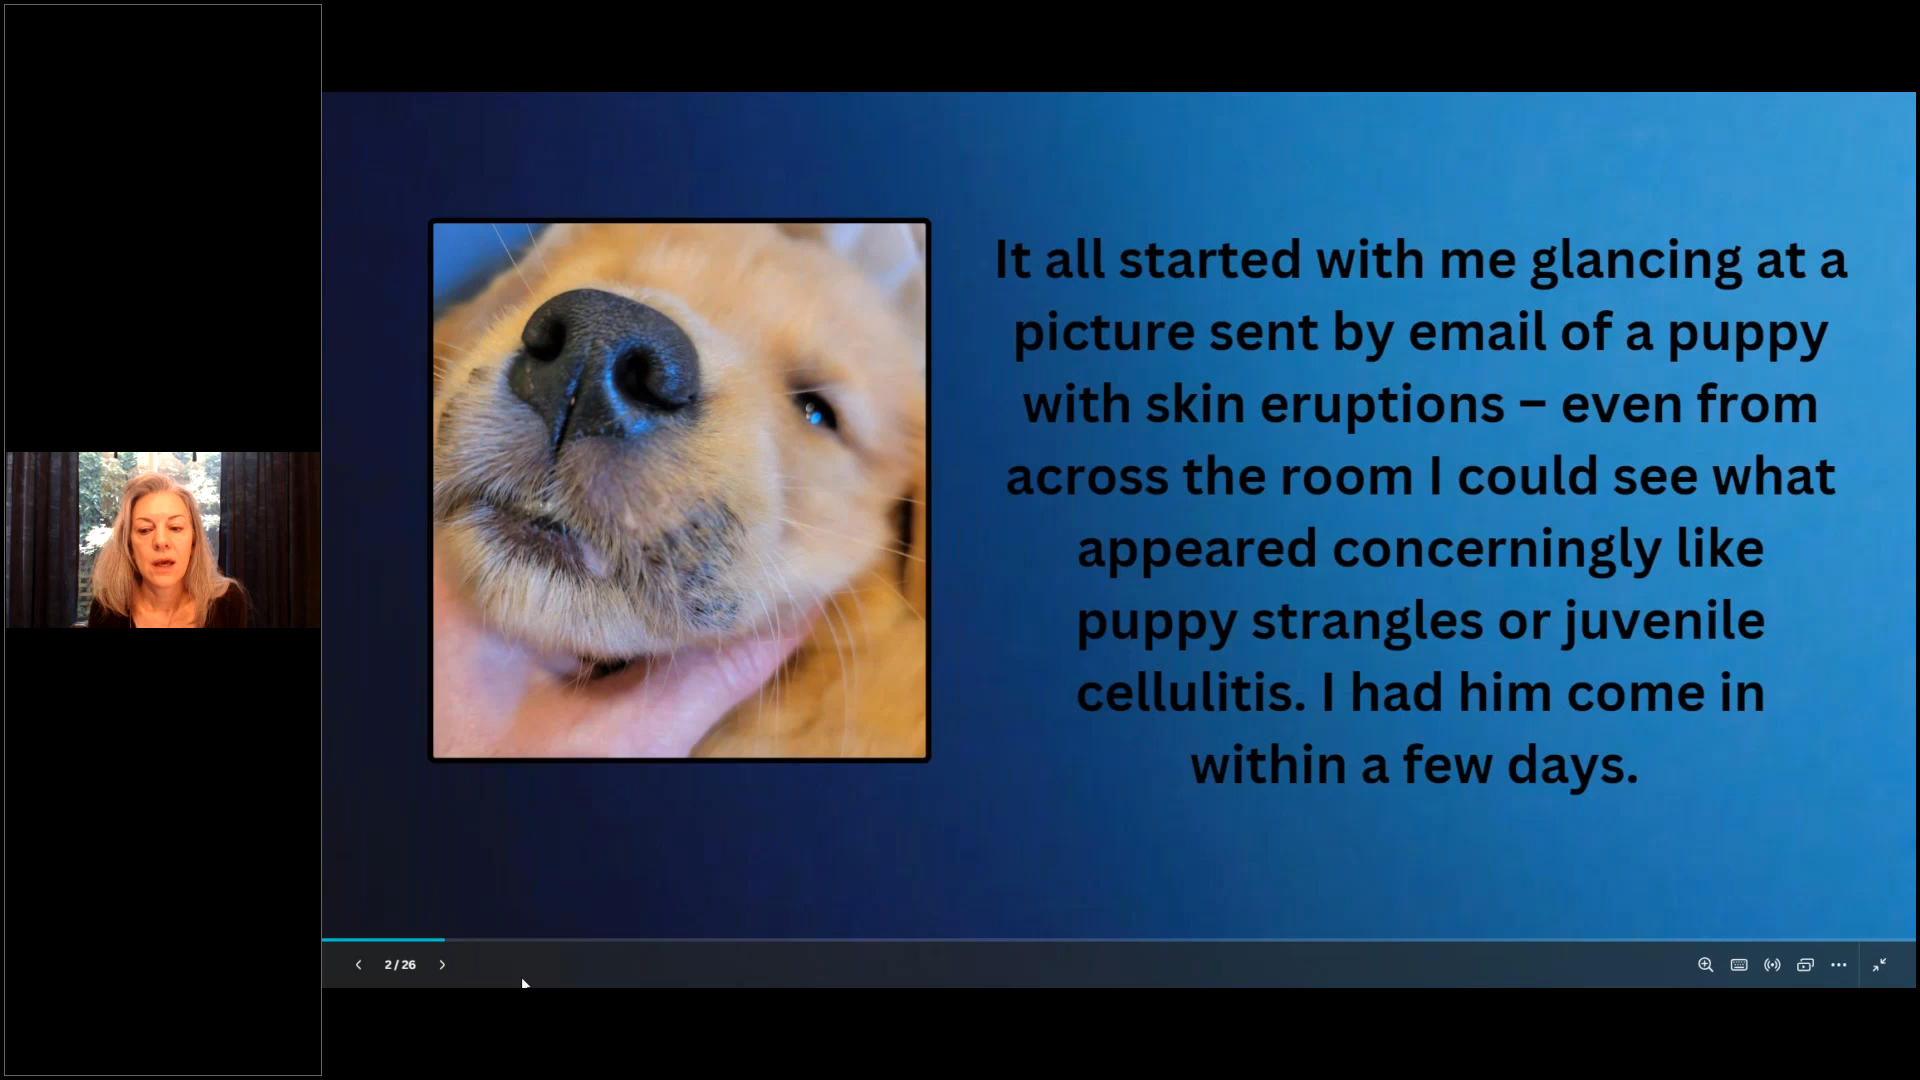 It all started with me glancing at a
picture sent by email of a puppy
with skin eruptions – even from
across the room I could see what
appeared concerningly like
puppy strangles or juvenile
cellulitis. I had him come in
within a few days.
2 / 26